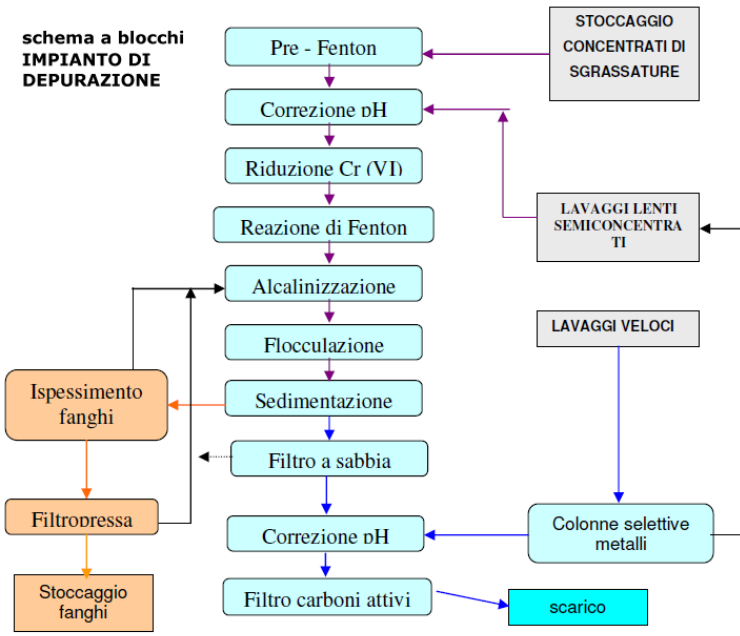 schema a blocchi
IMPIANTO DI
DEPURAZIONE
Pre - Fenton
STOCCAGGIO
CONCENTRATI DI
SGRASSATURE
Correzione pH
Riduzione Cr (VI)
LAVAGGI LENTI
SEMICONCENTRA
TI
Reazione di Fenton
Alcalinizzazione
LAVAGGI VELOCI
Flocculazione
Ispessimento
fanghi
Sedimentazione
Filtro a sabbia
Filtropressa
Correzione pH
Colonne selettive
metalli
Stoccaggio
fanghi
Filtro carboni attivi
scarico